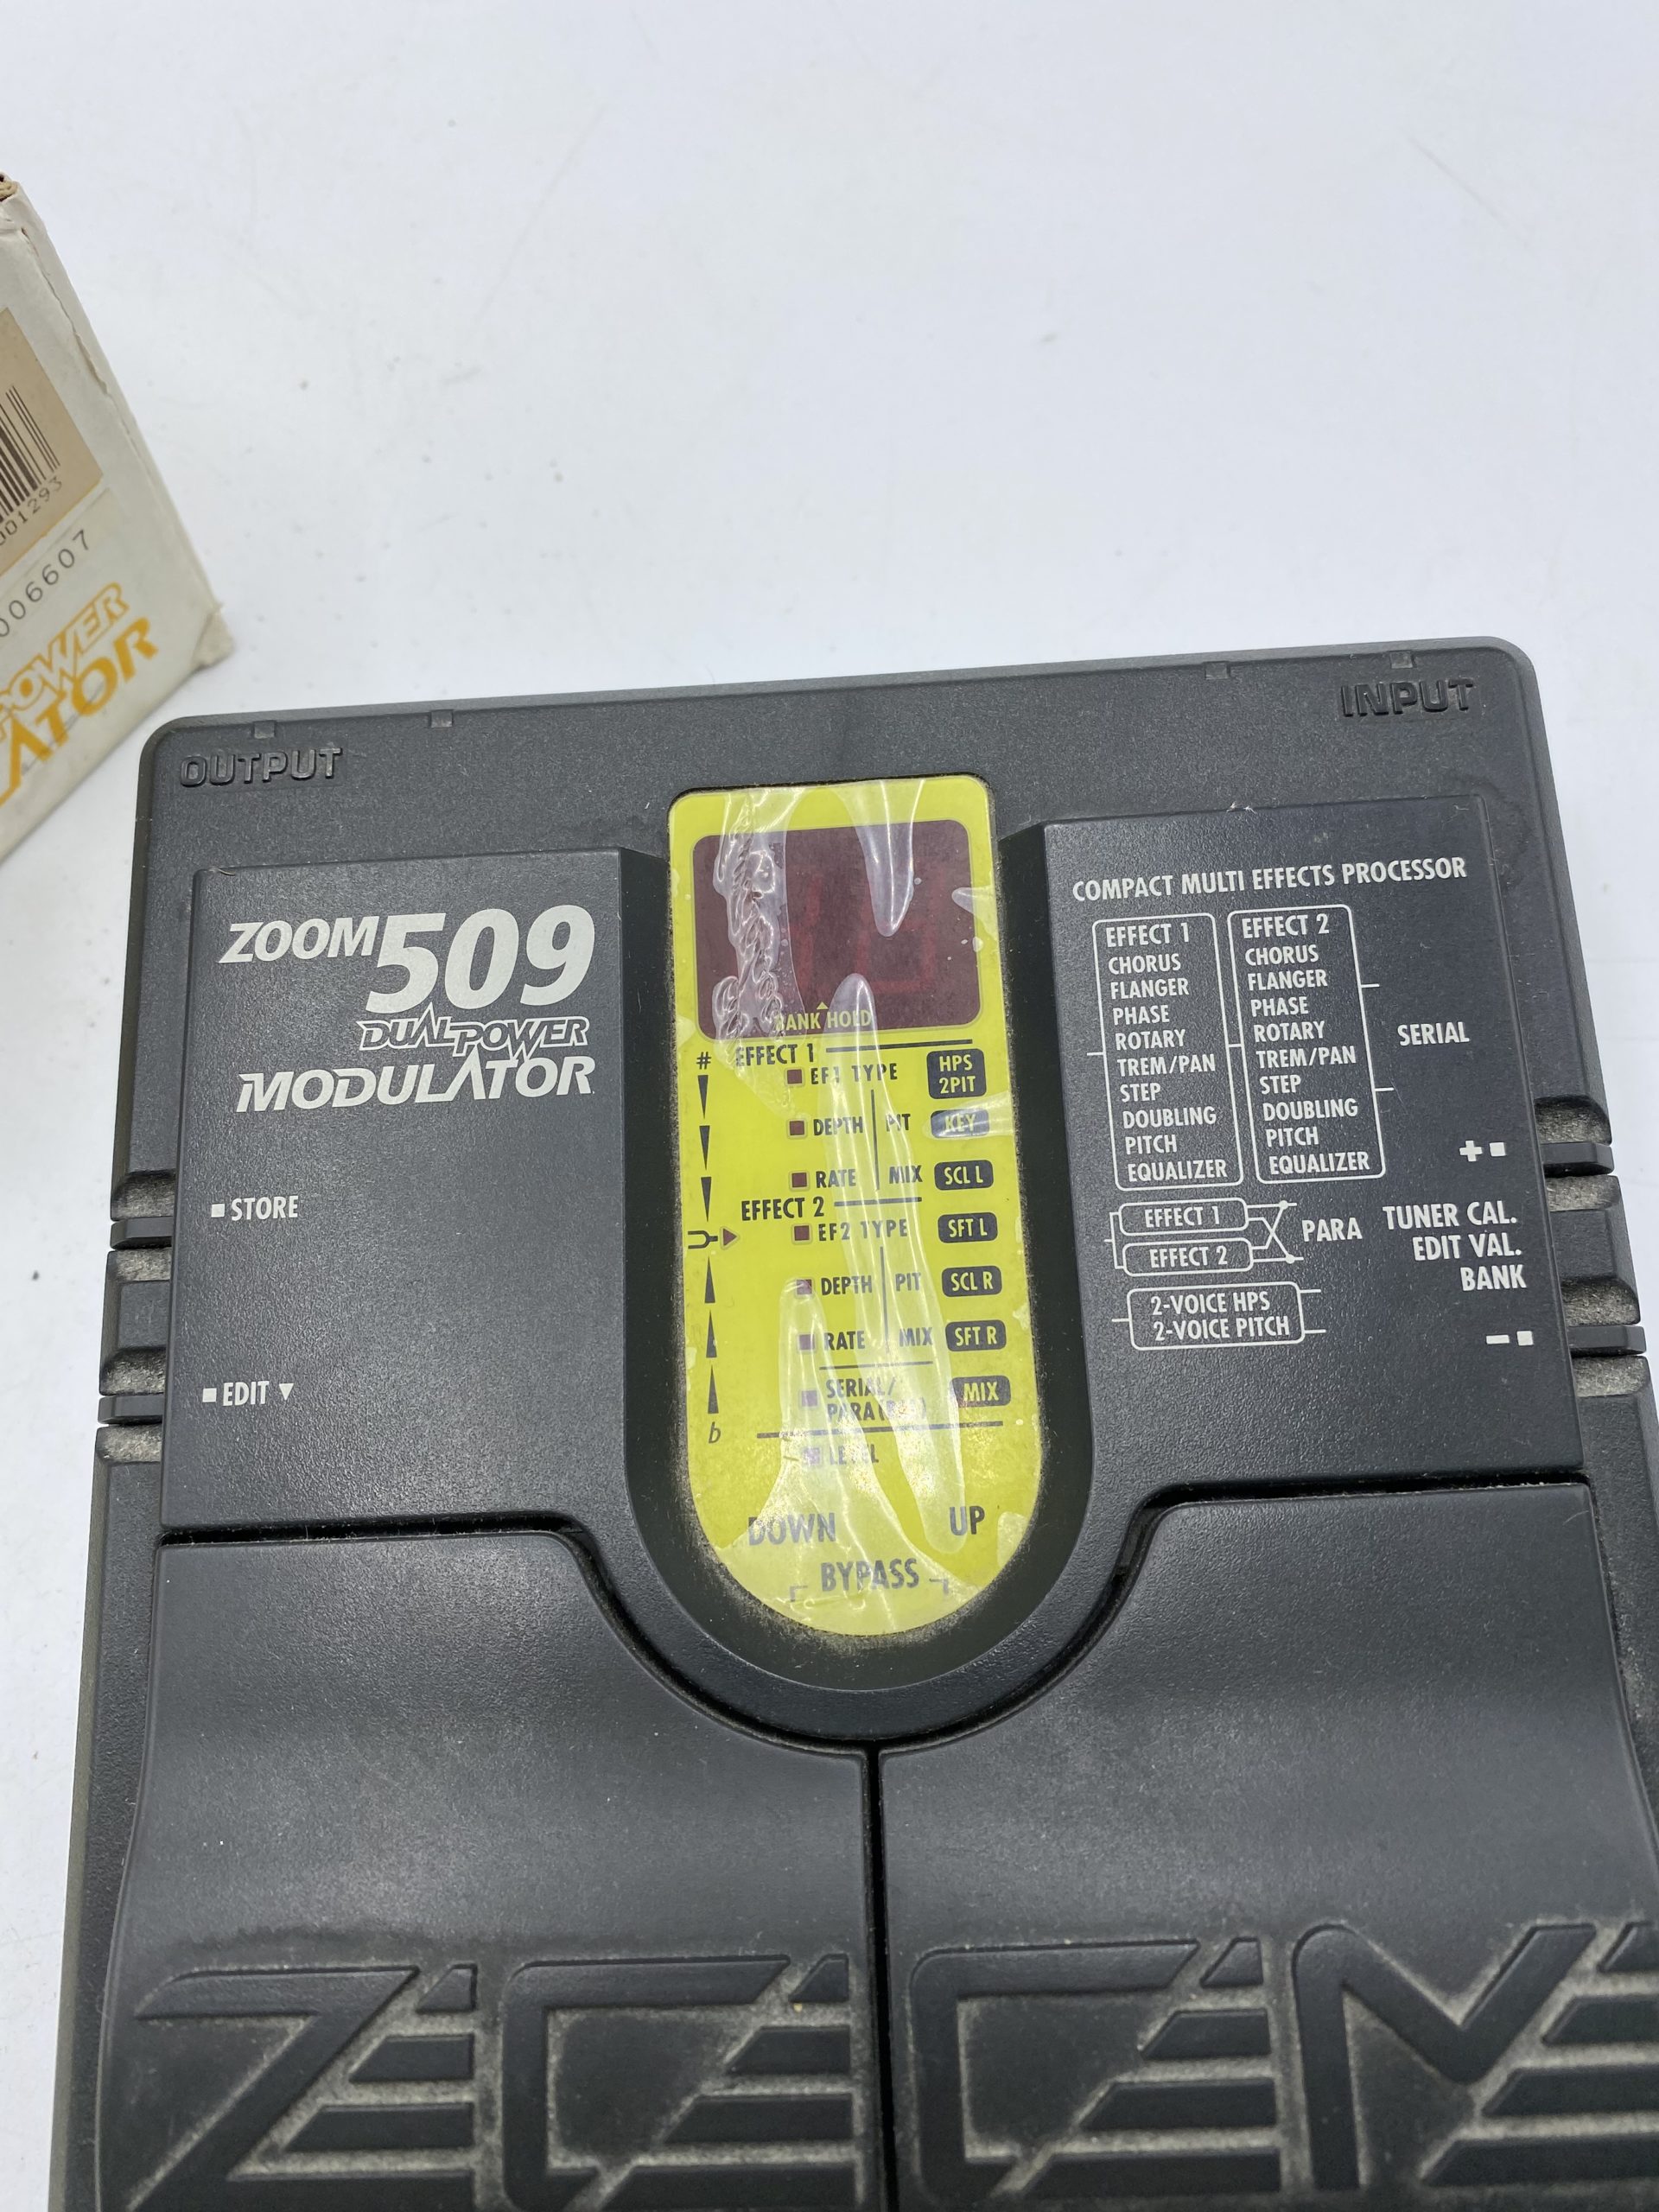 001293
006607
POWER
ATOR
OUTPUT
INPUT
ZOOM 509
DUAL POWER
MODULATOR
STORE
EDIT ▼
BANK HOLD
#
EFFECT 1
EF1 TYPE HPS 2PIT
DEPTH PIT KEY
RATE MIX SCL L
EFFECT 2
EF2 TYPE SFT L
DEPTH PIT SCL R
RATE MIX SFT R
SERIAL/ MIX
PARA
b
LEVEL
DOWN UP
BYPASS
COMPACT MULTI EFFECTS PROCESSOR
EFFECT 1
CHORUS
FLANGER
PHASE
ROTARY
TREM/PAN
STEP
DOUBLING
PITCH
EQUALIZER
EFFECT 2
CHORUS
FLANGER
PHASE
ROTARY
TREM/PAN
STEP
DOUBLING
PITCH
EQUALIZER
SERIAL
EFFECT 1
EFFECT 2
PARA
2-VOICE HPS
2-VOICE PITCH
+
TUNER CAL.
EDIT VAL.
BANK
−
ZOOM